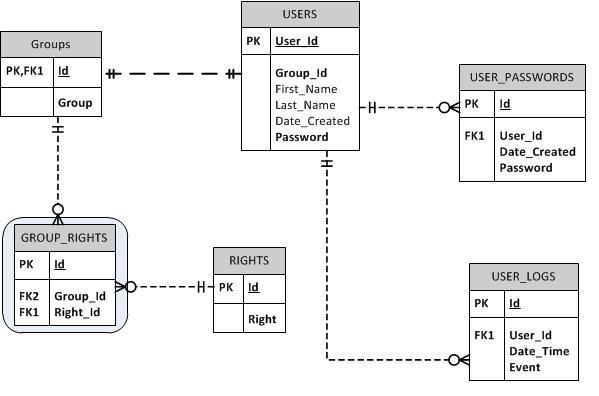 Groups
PK,FK1 Id
Group
USERS
PK User_Id
Group_Id
First_Name
Last_Name
Date_Created
Password
USER_PASSWORDS
PK Id
FK1 User_Id
Date_Created
Password
GROUP_RIGHTS
PK Id
FK2 Group_Id
FK1 Right_Id
RIGHTS
PK Id
Right
USER_LOGS
PK Id
FK1 User_Id
Date_Time
Event